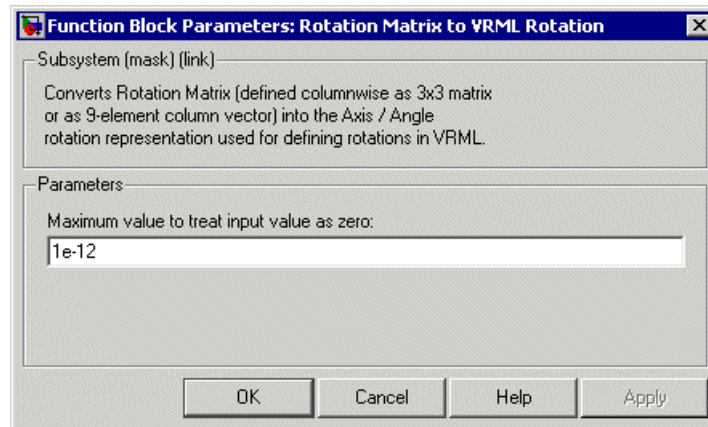 Function Block Parameters: Rotation Matrix to VRML Rotation
Subsystem (mask) (link)
Converts Rotation Matrix (defined columnwise as 3x3 matrix
or as 9-element column vector) into the Axis / Angle
rotation representation used for defining rotations in VRML.
Parameters
Maximum value to treat input value as zero:
1e-12
OK Cancel Help Apply